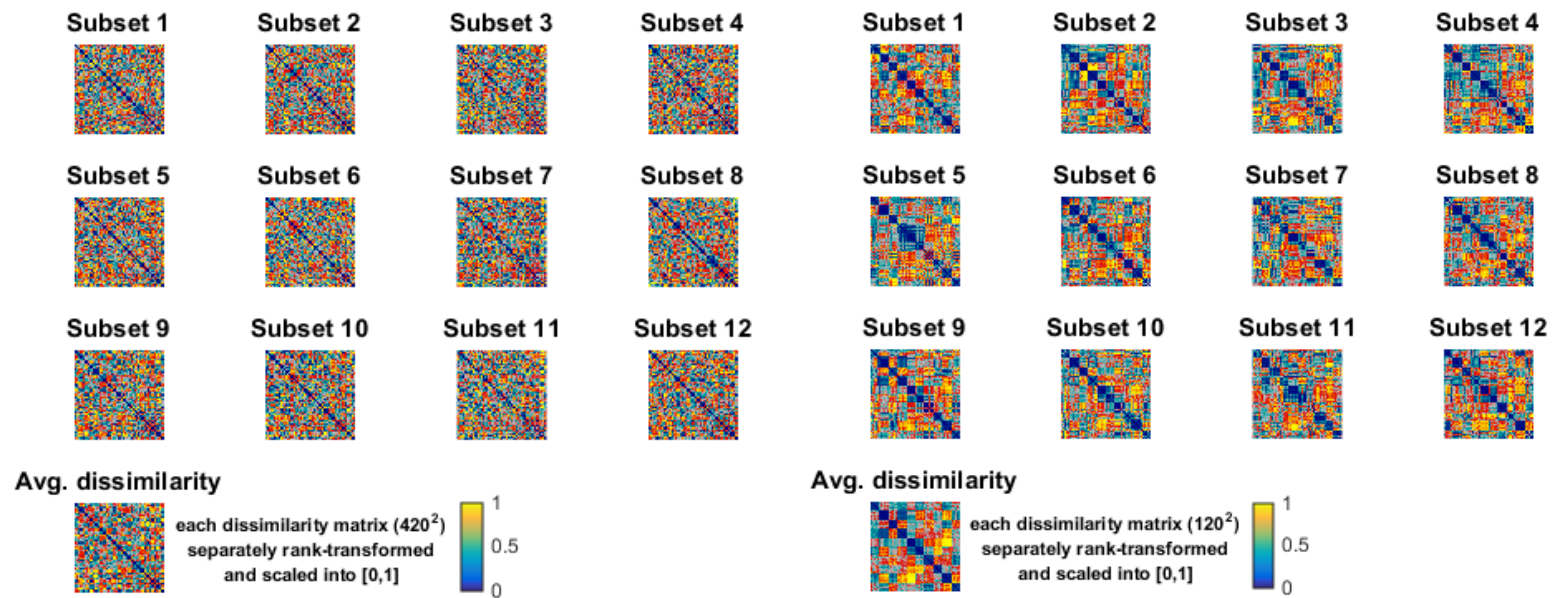 Subset 1 Subset 2 Subset 3 Subset 4
Subset 5 Subset 6 Subset 7 Subset 8
Subset 9 Subset 10 Subset 11 Subset 12
Avg. dissimilarity
each dissimilarity matrix (420²)
separately rank-transformed
and scaled into [0,1]
1
0.5
0
Subset 1 Subset 2 Subset 3 Subset 4
Subset 5 Subset 6 Subset 7 Subset 8
Subset 9 Subset 10 Subset 11 Subset 12
Avg. dissimilarity
each dissimilarity matrix (120²)
separately rank-transformed
and scaled into [0,1]
1
0.5
0